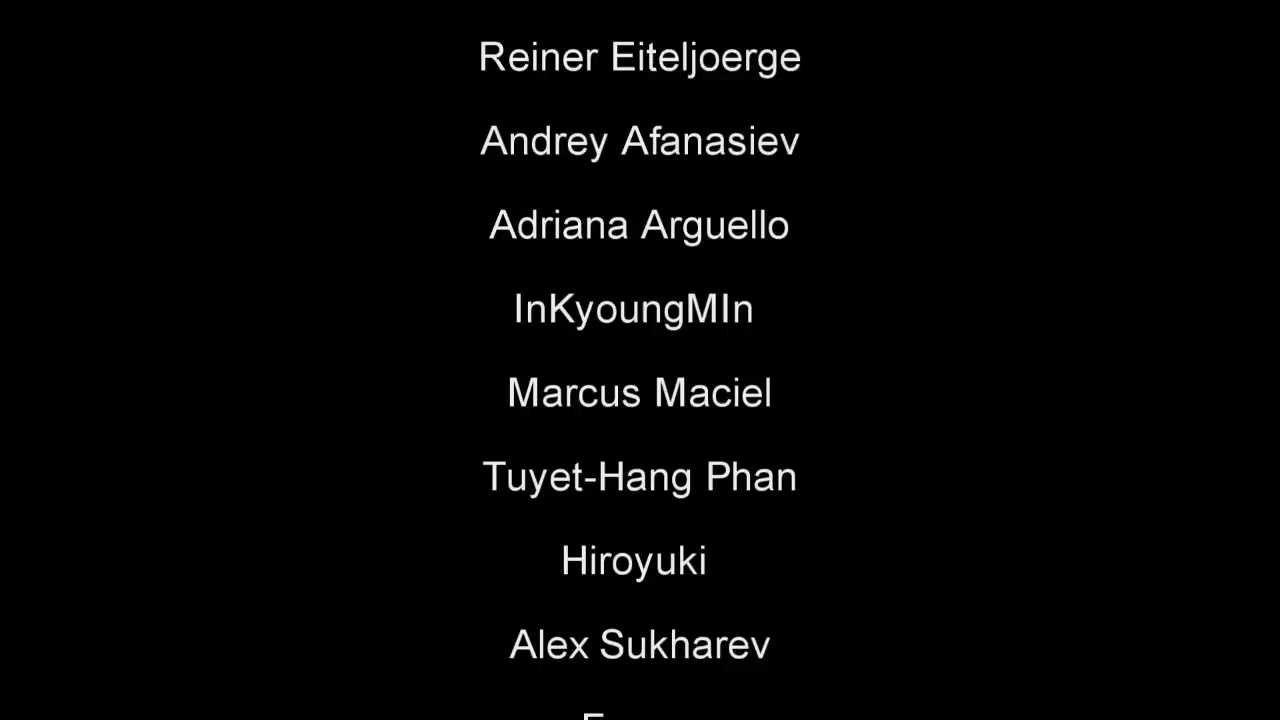 Reiner Eiteljoerge
Andrey Afanasiev
Adriana Arguello
InKyoungMIn
Marcus Maciel
Tuyet-Hang Phan
Hiroyuki
Alex Sukharev